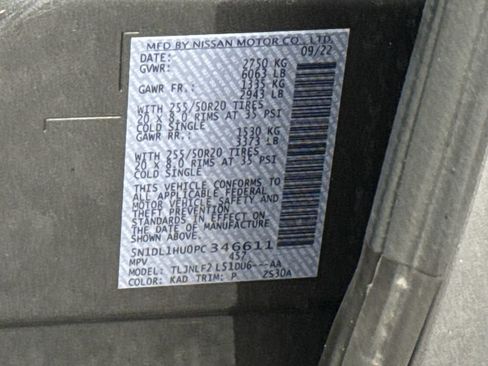 MFD BY NISSAN MOTOR CO., LTD.
DATE: 09/22
GVWR: 2750 KG
6063 LB
GAWR FR.: 1335 KG
2943 LB
WITH 255/50R20 TIRES
20 X 8.0 RIMS AT 35 PSI
COLD SINGLE
GAWR RR.: 1530 KG
3373 LB
WITH 255/50R20 TIRES
20 X 8.0 RIMS AT 35 PSI
COLD SINGLE
THIS VEHICLE CONFORMS TO
ALL APPLICABLE FEDERAL
MOTOR VEHICLE SAFETY AND
THEFT PREVENTION
STANDARDS IN EFFECT ON
THE DATE OF MANUFACTURE
SHOWN ABOVE.
5N1DL1HU0PC 346611
MPV 457
MODEL: TLJNLF2 L51DU6---AA
COLOR: KAD TRIM: P 2S30A